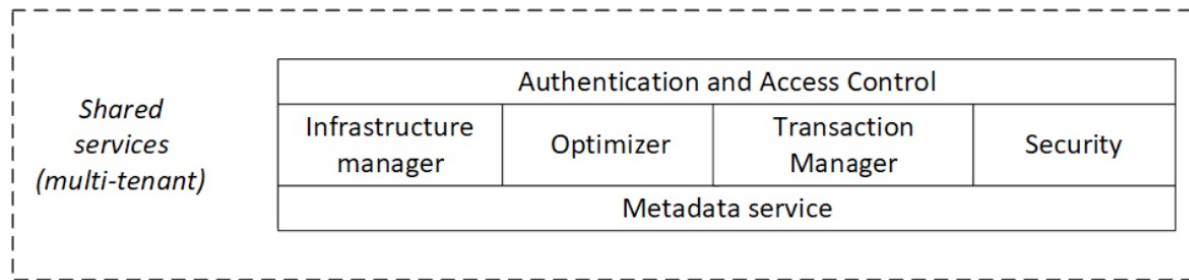 Shared
services
(multi-tenant)
Authentication and Access Control
Infrastructure
manager
Optimizer
Transaction
Manager
Security
Metadata service